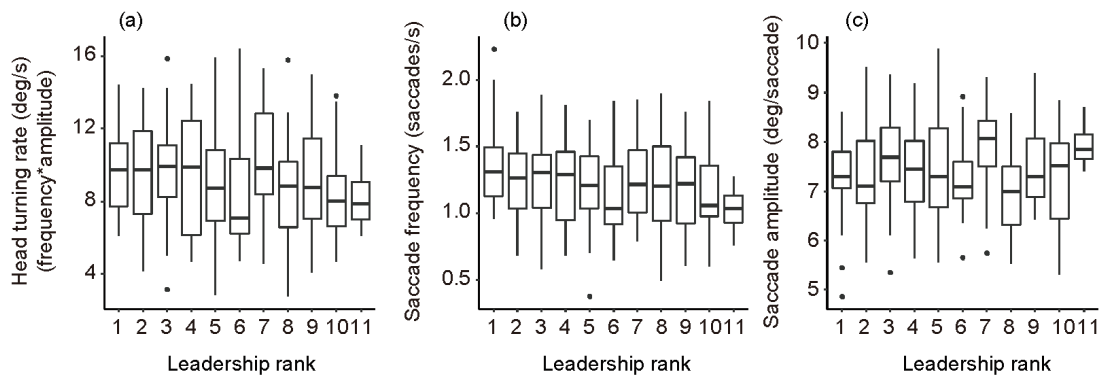 (a)
Head turning rate (deg/s)
(frequency*amplitude)
16
12
8
4
1 2 3 4 5 6 7 8 9 10 11
Leadership rank
(b)
Saccade frequency (saccades/s)
2.0
1.5
1.0
0.5
1 2 3 4 5 6 7 8 9 10 11
Leadership rank
(c)
Saccade amplitude (deg/saccade)
10
9
8
7
6
5
1 2 3 4 5 6 7 8 9 10 11
Leadership rank